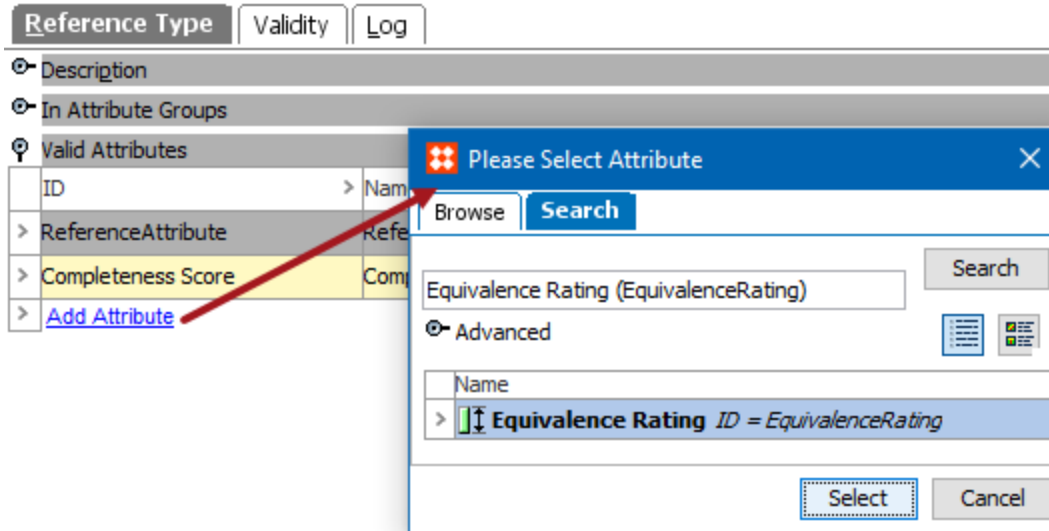 Reference Type Validity Log
Description
In Attribute Groups
Valid Attributes
ID > Nam
> ReferenceAttribute Refe
> Completeness Score Comp
> Add Attribute
Please Select Attribute
Browse Search
Equivalence Rating (EquivalenceRating) Search
Advanced
Name
> Equivalence Rating ID = EquivalenceRating
Select Cancel